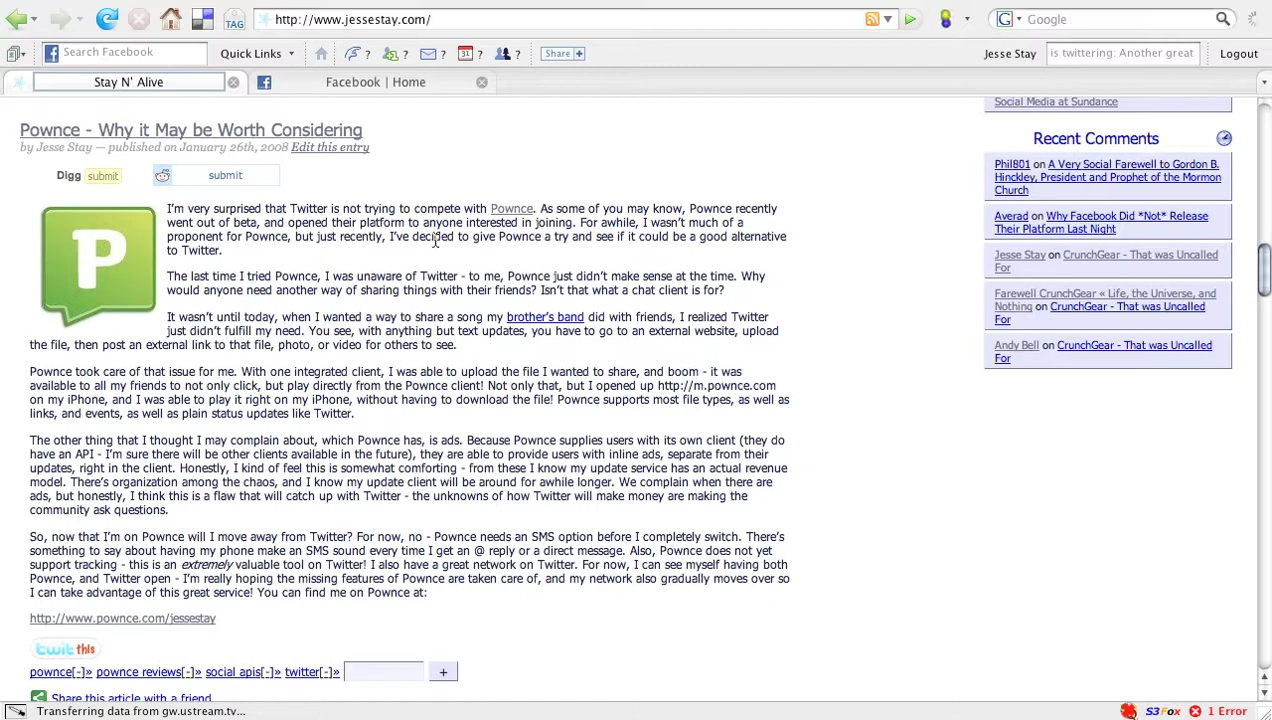 http://www.jessestay.com/
TAG
G
Google
Search Facebook
Quick Links
?
?
?
31 ?
?
Share +
Jesse Stay
is twittering: Another great
Logout
Stay N' Alive
Facebook | Home
Social Media at Sundance
Pownce - Why it May be Worth Considering
by Jesse Stay — published on January 26th, 2008 Edit this entry
Digg submit
submit
P
I'm very surprised that Twitter is not trying to compete with Pownce. As some of you may know, Pownce recently
went out of beta, and opened their platform to anyone interested in joining. For awhile, I wasn't much of a
proponent for Pownce, but just recently, I've decided to give Pownce a try and see if it could be a good alternative
to Twitter.
The last time I tried Pownce, I was unaware of Twitter - to me, Pownce just didn't make sense at the time. Why
would anyone need another way of sharing things with their friends? Isn't that what a chat client is for?
It wasn't until today, when I wanted a way to share a song my brother's band did with friends, I realized Twitter
just didn't fulfill my need. You see, with anything but text updates, you have to go to an external website, upload
the file, then post an external link to that file, photo, or video for others to see.
Pownce took care of that issue for me. With one integrated client, I was able to upload the file I wanted to share, and boom - it was
available to all my friends to not only click, but play directly from the Pownce client! Not only that, but I opened up http://m.pownce.com
on my iPhone, and I was able to play it right on my iPhone, without having to download the file! Pownce supports most file types, as well as
links, and events, as well as plain status updates like Twitter.
The other thing that I thought I may complain about, which Pownce has, is ads. Because Pownce supplies users with its own client (they do
have an API - I'm sure there will be other clients available in the future), they are able to provide users with inline ads, separate from their
updates, right in the client. Honestly, I kind of feel this is somewhat comforting - from these I know my update service has an actual revenue
model. There's organization among the chaos, and I know my update client will be around for awhile longer. We complain when there are
ads, but honestly, I think this is a flaw that will catch up with Twitter - the unknowns of how Twitter will make money are making the
community ask questions.
So, now that I'm on Pownce will I move away from Twitter? For now, no - Pownce needs an SMS option before I completely switch. There's
something to say about having my phone make an SMS sound every time I get an @ reply or a direct message. Also, Pownce does not yet
support tracking - this is an extremely valuable tool on Twitter! I also have a great network on Twitter. For now, I can see myself having both
Pownce, and Twitter open - I'm really hoping the missing features of Pownce are taken care of, and my network also gradually moves over so
I can take advantage of this great service! You can find me on Pownce at:
http://www.pownce.com/jessestay
twit this
pownce[-]» pownce reviews[-]» social apis[-]» twitter[-]» +
Share this article with a friend
Recent Comments
Phil801 on A Very Social Farewell to Gordon B.
Hinckley, President and Prophet of the Mormon
Church
Averad on Why Facebook Did *Not* Release
Their Platform Last Night
Jesse Stay on CrunchGear - That was Uncalled
For
Farewell CrunchGear « Life, the Universe, and
Nothing on CrunchGear - That was Uncalled
For
Andy Bell on CrunchGear - That was Uncalled
For
Transferring data from gw.ustream.tv...
S3Fox
1 Error